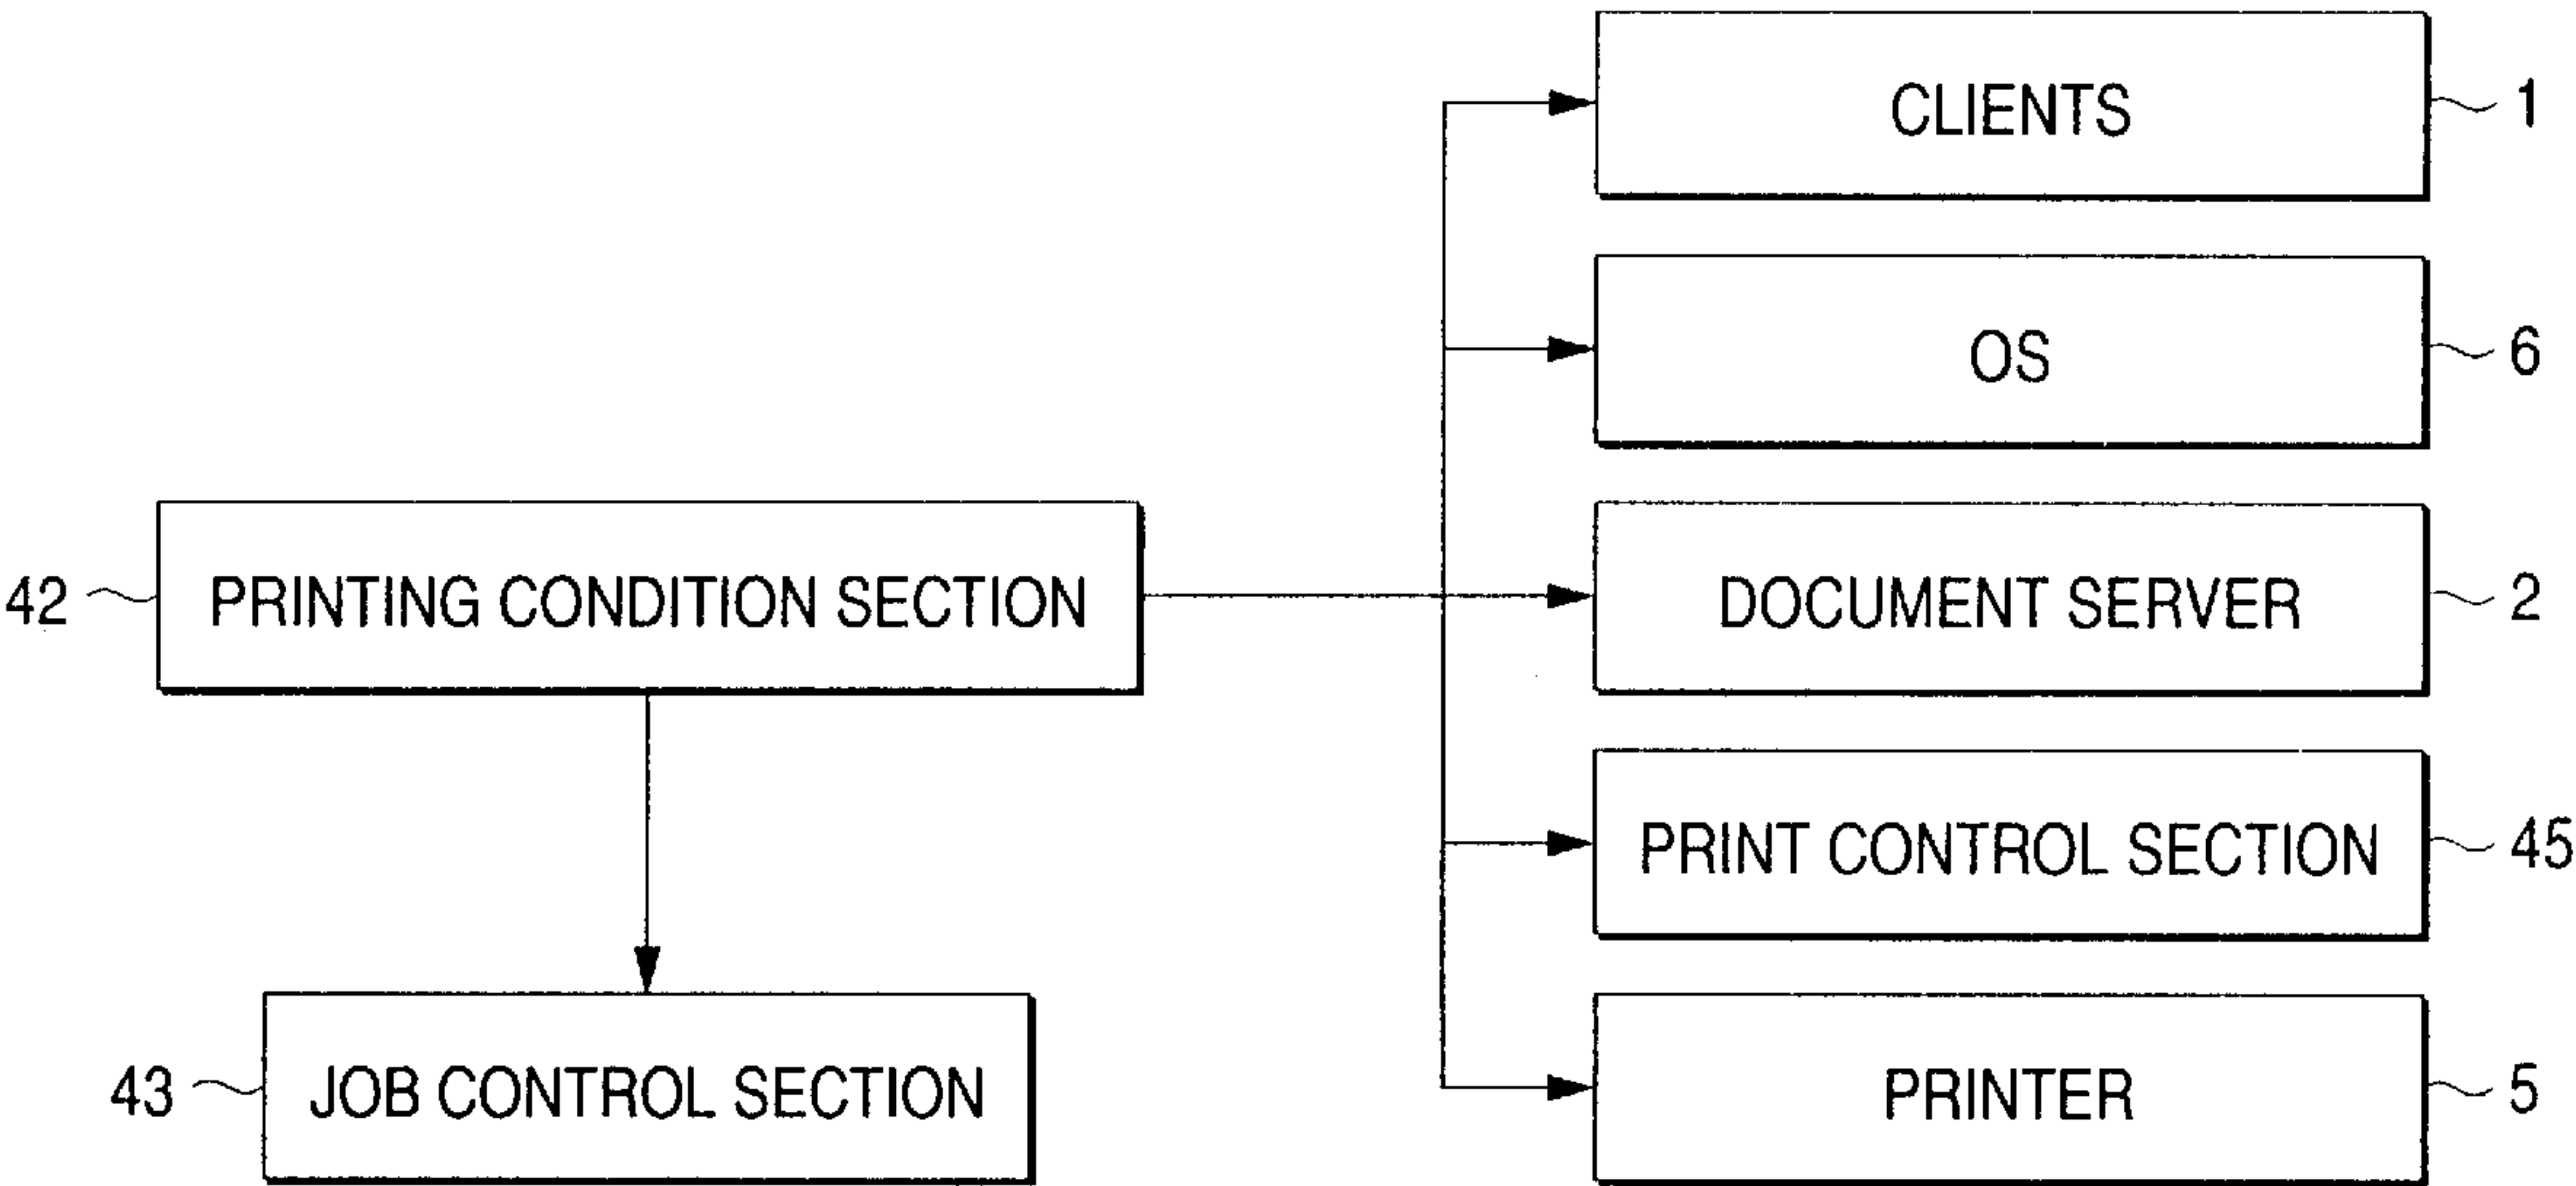 CLIENTS 1
OS 6
42 PRINTING CONDITION SECTION
DOCUMENT SERVER 2
PRINT CONTROL SECTION 45
43 JOB CONTROL SECTION
PRINTER 5